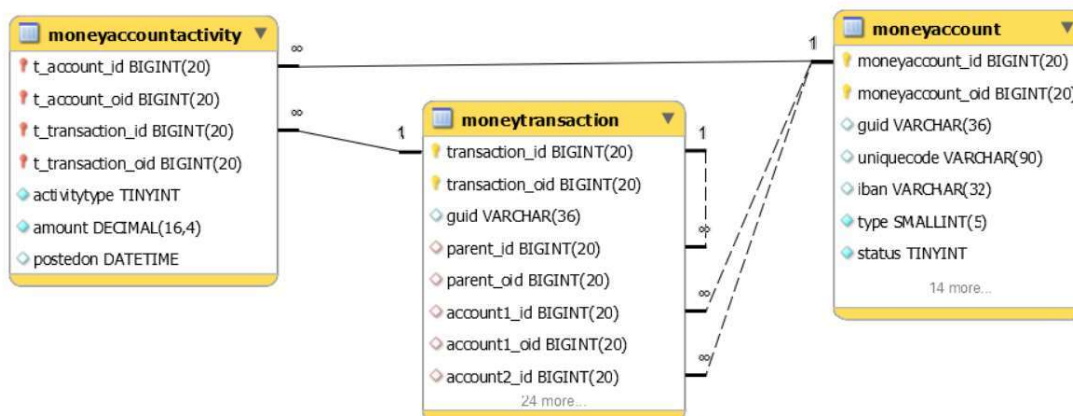 moneyaccountactivity
t_account_id BIGINT(20)
t_account_oid BIGINT(20)
t_transaction_id BIGINT(20)
t_transaction_oid BIGINT(20)
activitytype TINYINT
amount DECIMAL(16,4)
postedon DATETIME
∞
∞
1
moneytransaction
transaction_id BIGINT(20)
transaction_oid BIGINT(20)
guid VARCHAR(36)
parent_id BIGINT(20)
parent_oid BIGINT(20)
account1_id BIGINT(20)
account1_oid BIGINT(20)
account2_id BIGINT(20)
24 more...
1
∞
∞
∞
1
moneyaccount
moneyaccount_id BIGINT(20)
moneyaccount_oid BIGINT(20)
guid VARCHAR(36)
uniquecode VARCHAR(90)
iban VARCHAR(32)
type SMALLINT(5)
status TINYINT
14 more...